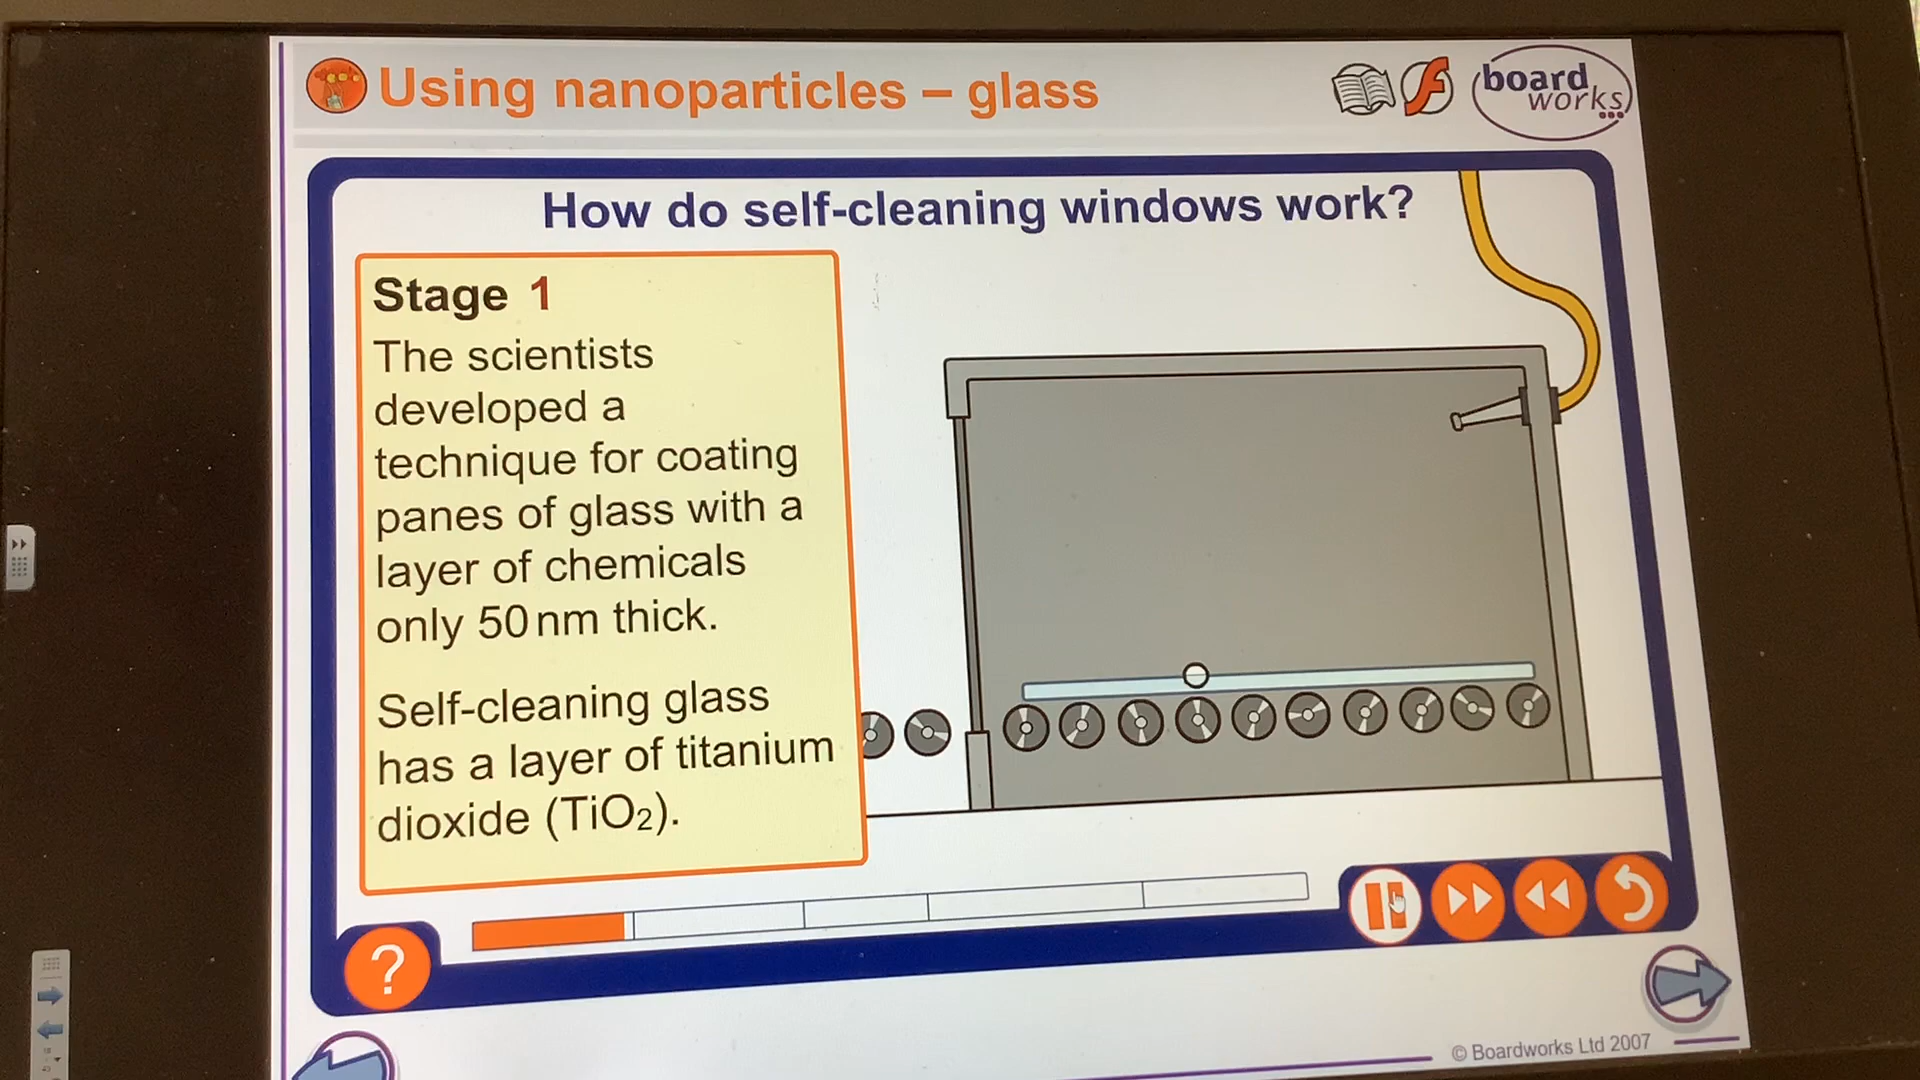 Using nanoparticles – glass
board
works
How do self-cleaning windows work?
Stage 1
The scientists
developed a
technique for coating
panes of glass with a
layer of chemicals
only 50 nm thick.
Self-cleaning glass
has a layer of titanium
dioxide (TiO₂).
?
© Boardworks Ltd 2007